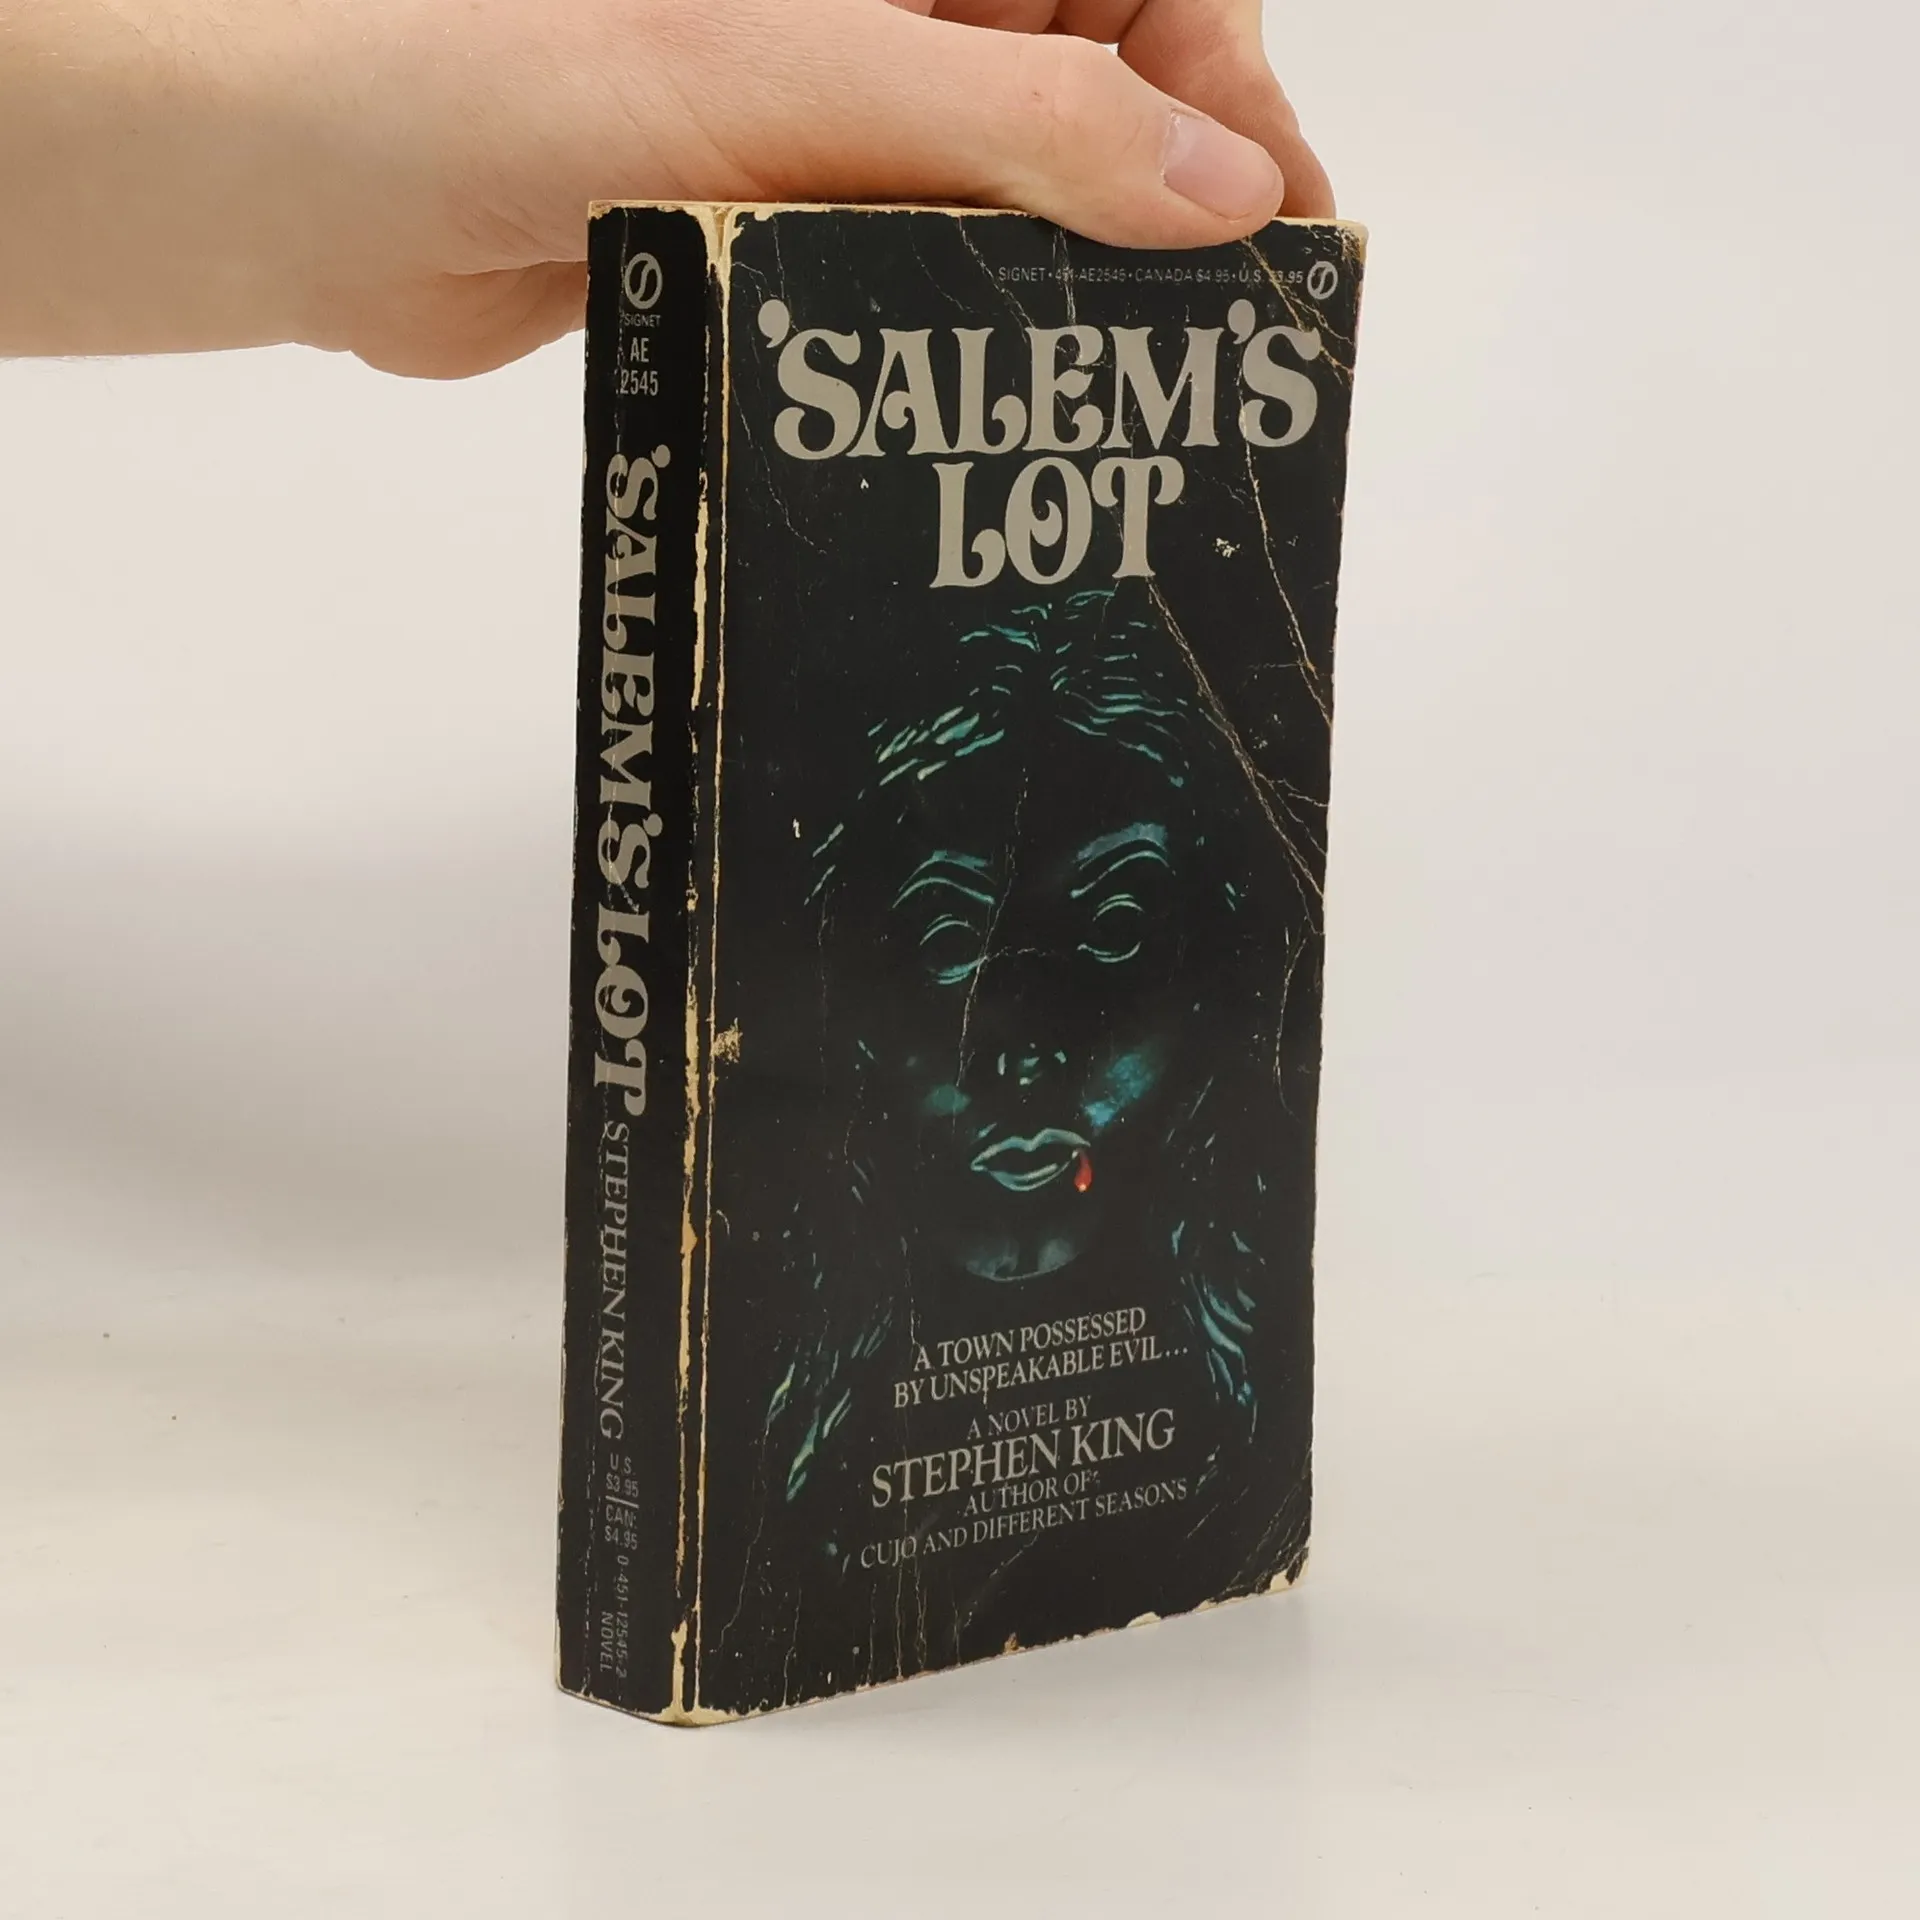 SIGNET
AE
2545
'SALEM'S LOT STEPHEN KING
U.S. $3.95
CAN. $4.95
0-451-12545-2
NOVEL
SIGNET • 451-AE2545 • CANADA $4.95 • U.S. $3.95
'SALEM'S
LOT
A TOWN POSSESSED
BY UNSPEAKABLE EVIL...
A NOVEL BY
STEPHEN KING
AUTHOR OF
CUJO AND DIFFERENT SEASONS